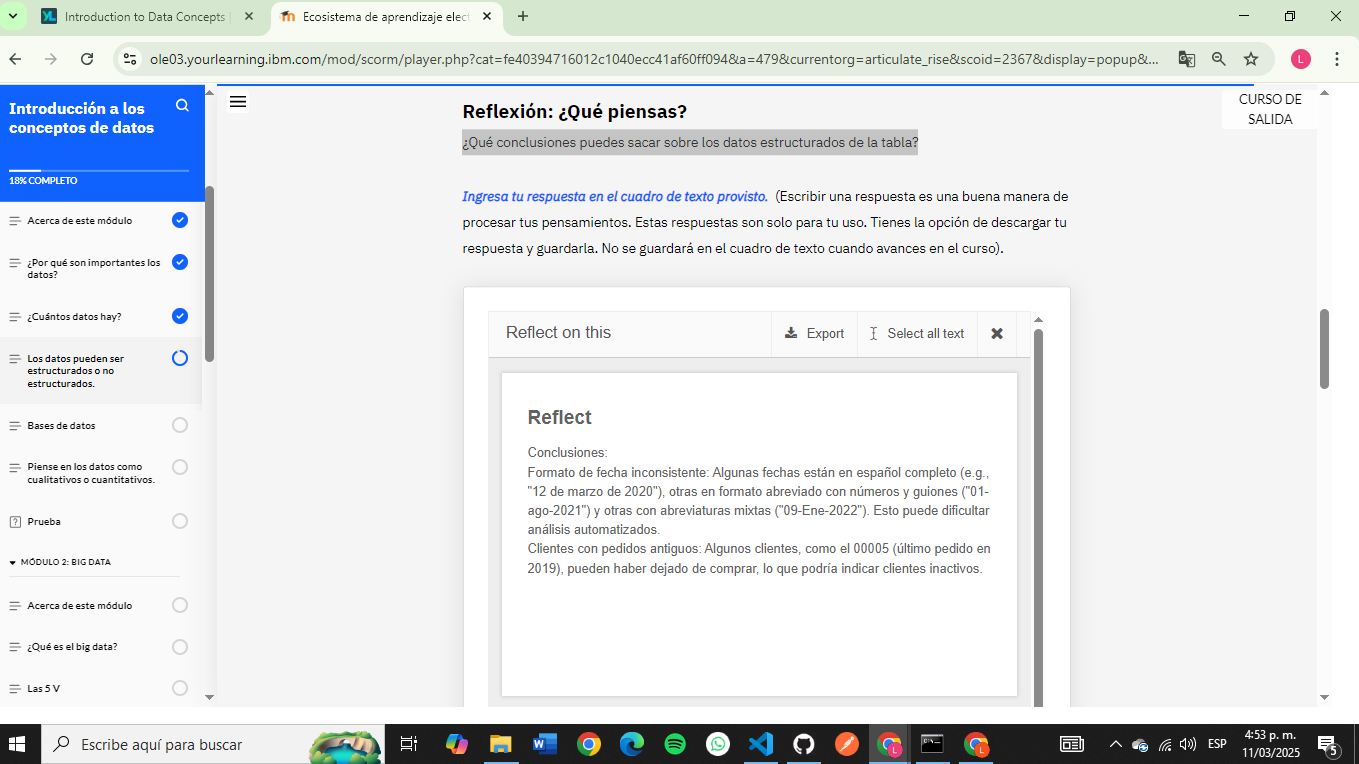 Introduction to Data Concepts
Ecosistema de aprendizaje elect
ole03.yourlearning.ibm.com/mod/scorm/player.php?cat=fe40394716012c1040ecc41af60ff094&a=479&currentorg=articulate_rise&scoid=2367&display=popup&...
L
Introducción a los
conceptos de datos
18% COMPLETO
Acerca de este módulo
¿Por qué son importantes los
datos?
¿Cuántos datos hay?
Los datos pueden ser
estructurados o no
estructurados.
Bases de datos
Piense en los datos como
cualitativos o cuantitativos.
Prueba
MÓDULO 2: BIG DATA
Acerca de este módulo
¿Qué es el big data?
Las 5 V
CURSO DE
SALIDA
Reflexión: ¿Qué piensas?
¿Qué conclusiones puedes sacar sobre los datos estructurados de la tabla?
Ingresa tu respuesta en el cuadro de texto provisto. (Escribir una respuesta es una buena manera de
procesar tus pensamientos. Estas respuestas son solo para tu uso. Tienes la opción de descargar tu
respuesta y guardarla. No se guardará en el cuadro de texto cuando avances en el curso).
Reflect on this
Export
Select all text
Reflect
Conclusiones:
Formato de fecha inconsistente: Algunas fechas están en español completo (e.g.,
"12 de marzo de 2020"), otras en formato abreviado con números y guiones ("01-
ago-2021") y otras con abreviaturas mixtas ("09-Ene-2022"). Esto puede dificultar
análisis automatizados.
Clientes con pedidos antiguos: Algunos clientes, como el 00005 (último pedido en
2019), pueden haber dejado de comprar, lo que podría indicar clientes inactivos.
Escribe aquí para buscar
ESP
4:53 p. m.
11/03/2025
5